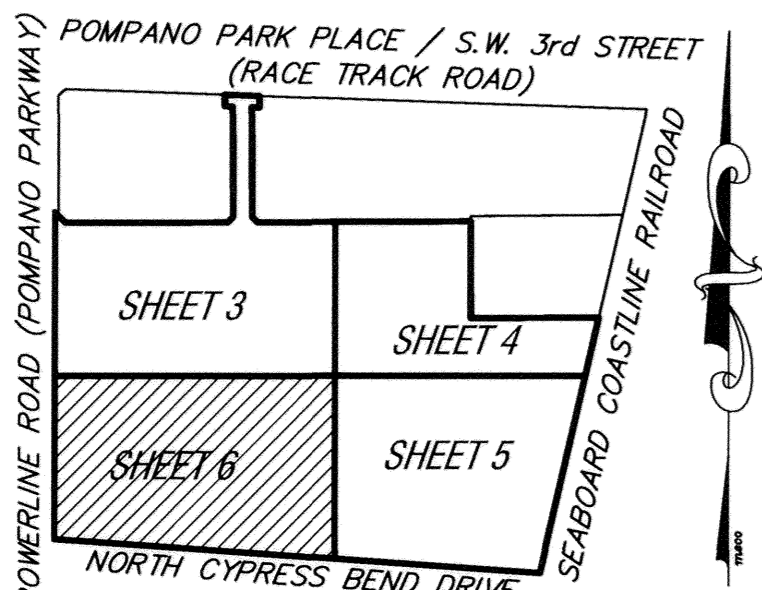 POMPANO PARK PLACE / S.W. 3rd STREET
(RACE TRACK ROAD)
POWERLINE ROAD (POMPANO PARKWAY)
SEABOARD COASTLINE RAILROAD
SHEET 3
SHEET 4
SHEET 6
SHEET 5
NORTH CYPRESS BEND DRIVE